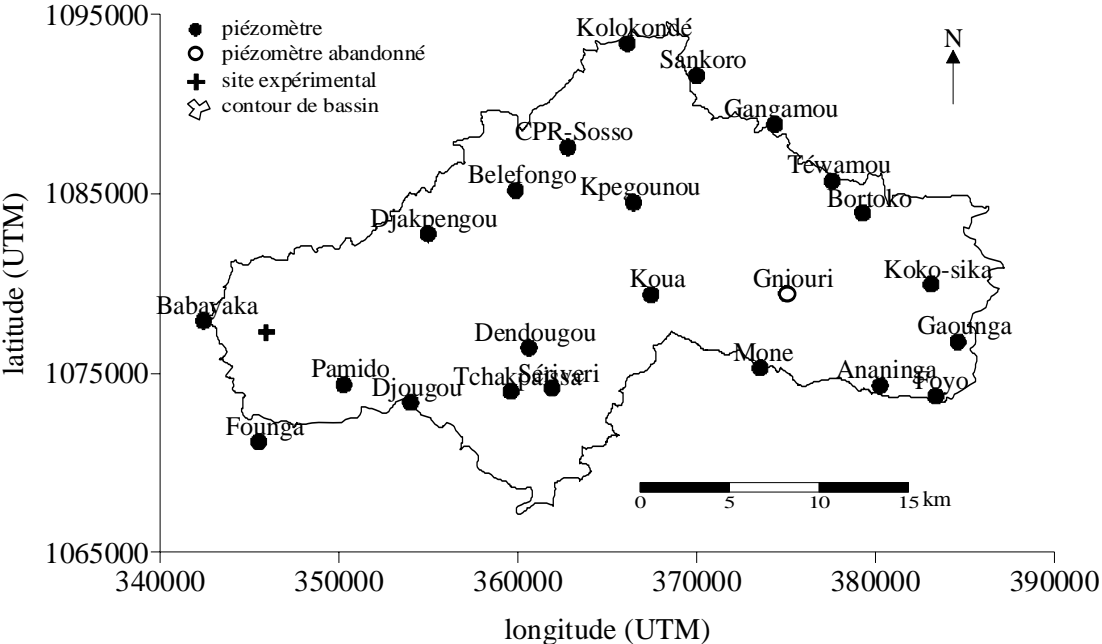 1095000
piézomètre
piézomètre abandonné
site expérimental
contour de bassin
Kolokondé
N
Sankoro
Gangamou
CPR-Sosso
Téwamou
Belefongo
Kpegounou
1085000
Bortoko
Djakpengou
Koko-sika
Koua
Gniouri
Babayaka
Gaounga
Dendougou
Mone
1075000
Pamido
Tchakpaissa
Sériveri
Ananinga
Foyo
Djougou
Founga
0 5 10 15 km
1065000
340000 350000 360000 370000 380000 390000
latitude (UTM)
longitude (UTM)